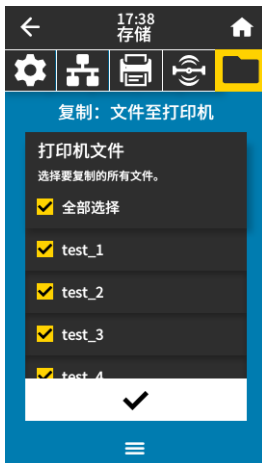 17:38
存储
复制：文件至打印机
打印机文件
选择要复制的所有文件。
全部选择
test_1
test_2
test_3
test_4